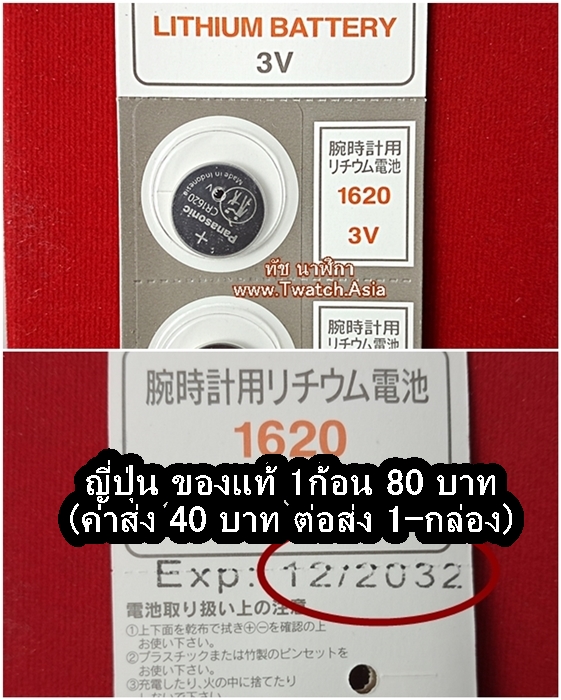 LITHIUM BATTERY
3V
腕時計用
リチウム電池
1620
3V
Panasonic
CR1620
3V
Made in Indonesia
+
ทัช นาฬิกา
www.Twatch.Asia
腕時計用
リチウム電池
腕時計用リチウム電池
1620
ญี่ปุ่น ของแท้ 1ก้อน 80 บาท
(ค่าส่ง 40 บาท ต่อส่ง 1-กล่อง)
Exp: 12/2032
電池取り扱い上の注意
①上下面を乾布で拭き⊕⊖を確認の上
お使い下さい。
②プラスチックまたは竹製のピンセットを
お使い下さい。
③充電したり、火の中に捨てたり
しないで下さい。